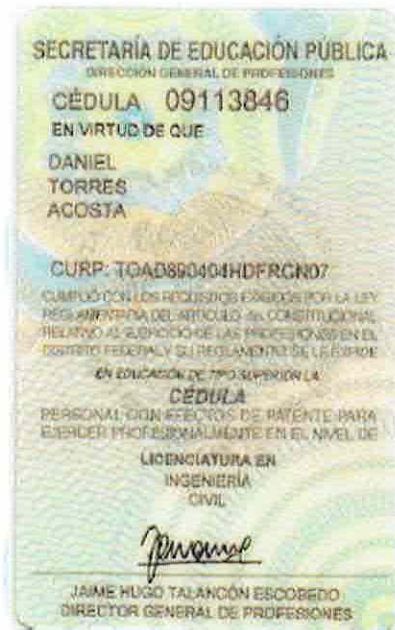 SECRETARÍA DE EDUCACIÓN PÚBLICA
DIRECCIÓN GENERAL DE PROFESIONES
CÉDULA 09113846
EN VIRTUD DE QUE
DANIEL
TORRES
ACOSTA
CURP: TOAD890404HDFRCN07
CUMPLIÓ CON LOS REQUISITOS EXIGIDOS POR LA LEY
REGLAMENTARIA DEL ARTÍCULO 4o. CONSTITUCIONAL
RELATIVO AL EJERCICIO DE LAS PROFESIONES EN EL
DISTRITO FEDERAL Y SU REGLAMENTO SE LE EXPIDE
EN EDUCACIÓN DE TIPO SUPERIOR LA
CÉDULA
PERSONAL CON EFECTOS DE PATENTE PARA
EJERCER PROFESIONALMENTE EN EL NIVEL DE
LICENCIATURA EN
INGENIERÍA
CIVIL
JAIME HUGO TALANCÓN ESCOBEDO
DIRECTOR GENERAL DE PROFESIONES